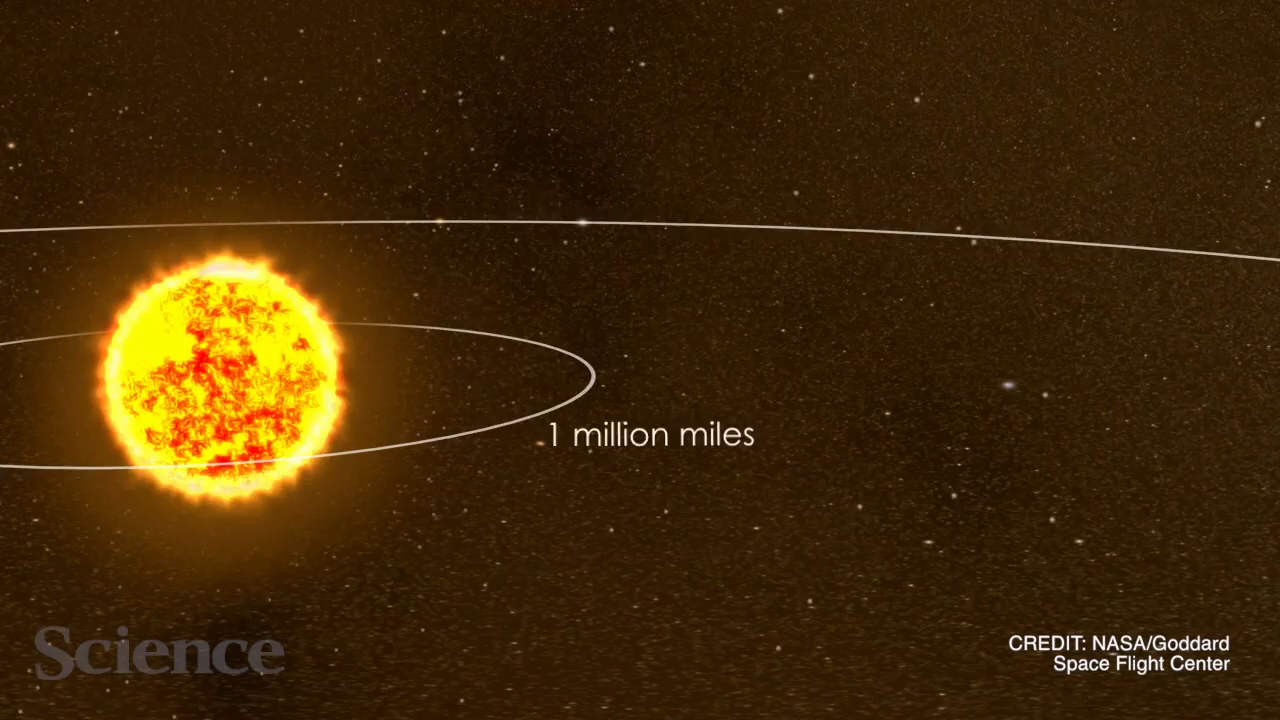 1 million miles
Science
CREDIT: NASA/Goddard
Space Flight Center